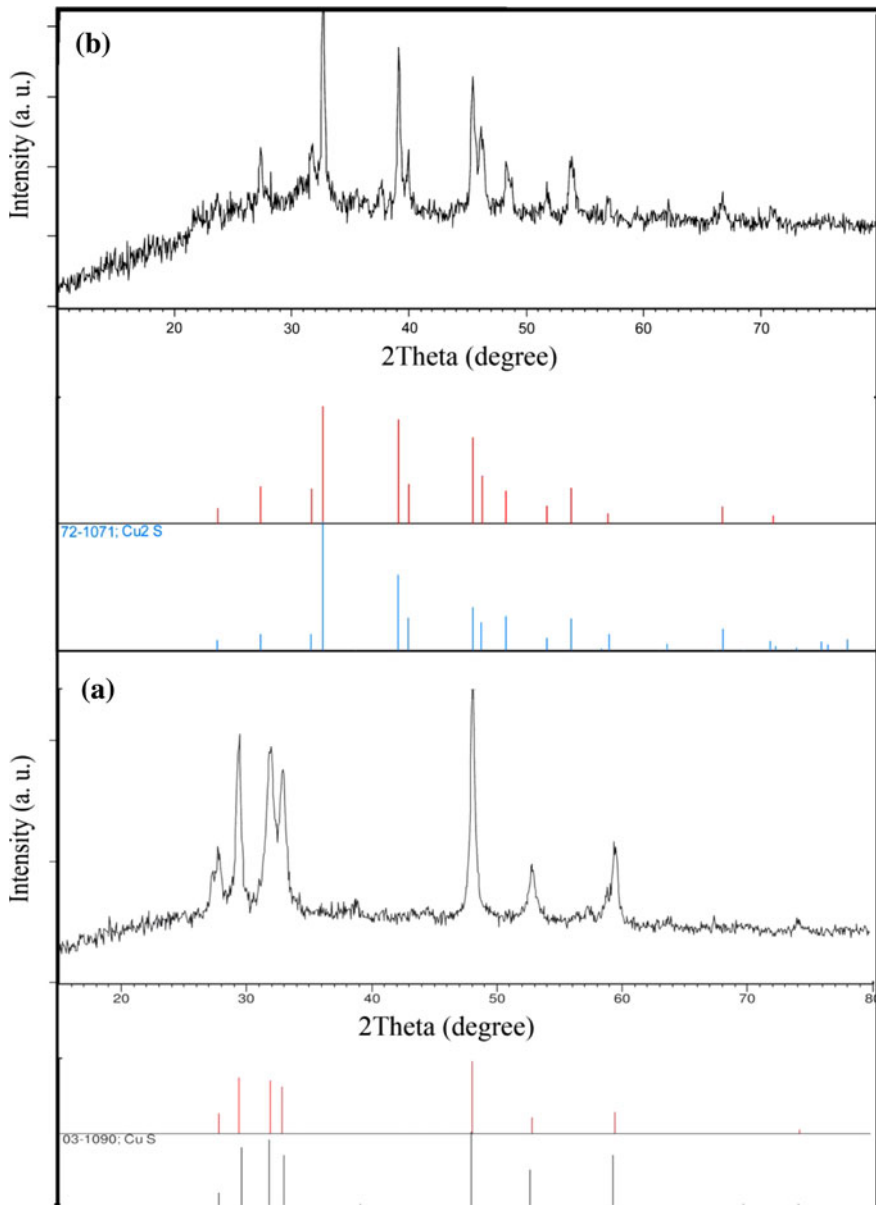 (b)
Intensity (a. u.)
20 30 40 50 60 70
2Theta (degree)
72-1071; Cu2 S
(a)
Intensity (a. u.)
20 30 40 50 60 70 80
2Theta (degree)
03-1090; Cu S